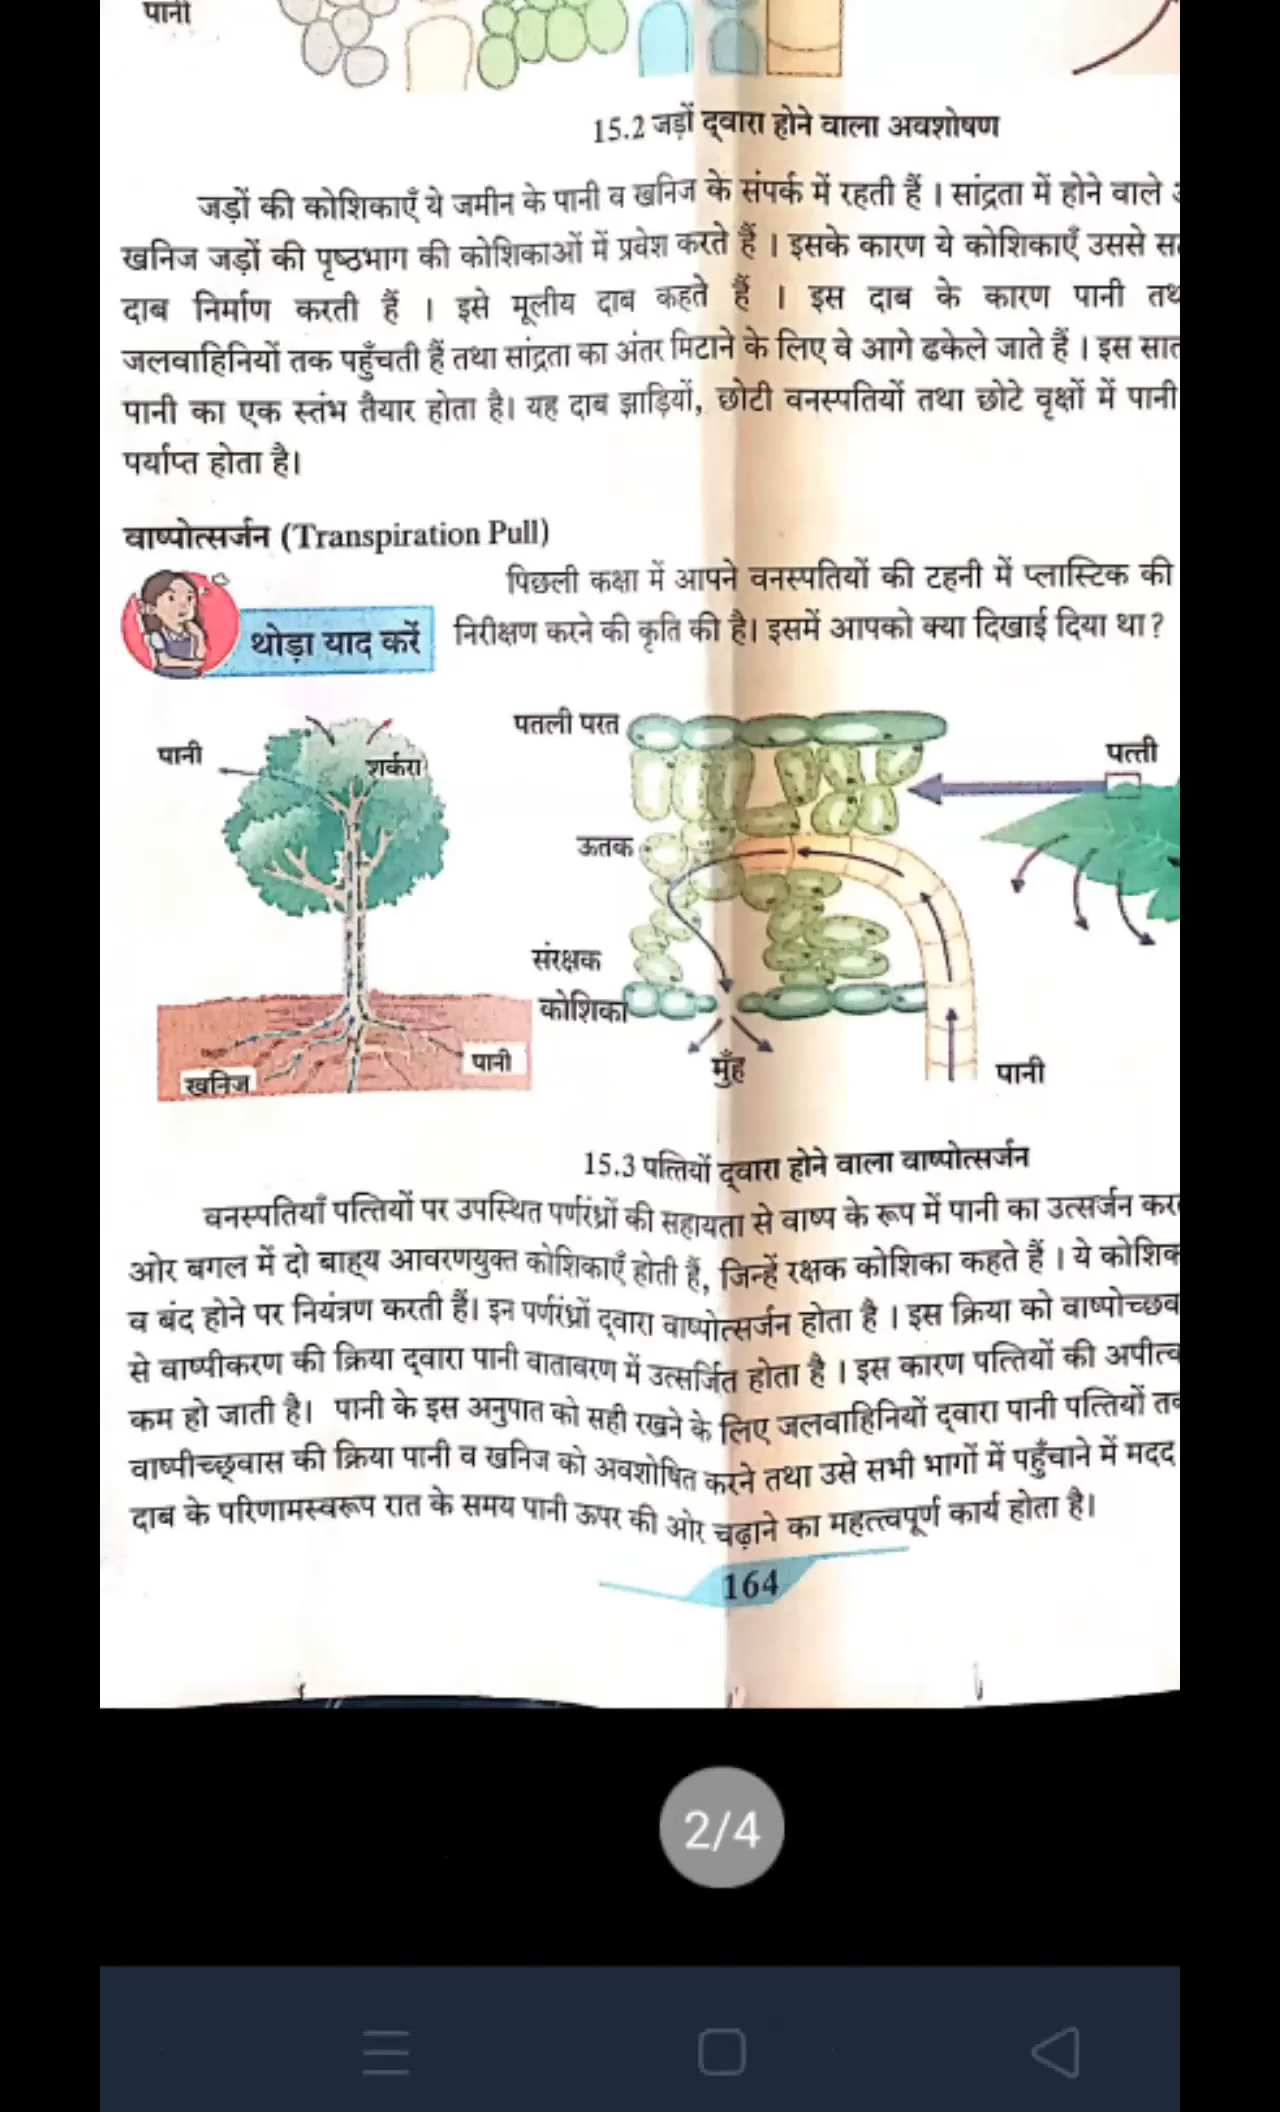 पानी
15.2 जड़ों द्‌वारा होने वाला अवशोषण
जड़ों की कोशिकाएँ ये जमीन के पानी व खनिज के संपर्क में रहती हैं । सांद्रता में होने वाले
खनिज जड़ों की पृष्ठभाग की कोशिकाओं में प्रवेश करते हैं । इसके कारण ये कोशिकाएँ उससे
दाब निर्माण करती हैं । इसे मूलीय दाब कहते हैं । इस दाब के कारण पानी
जलवाहिनियों तक पहुँचती हैं तथा सांद्रता का अंतर मिटाने के लिए वे आगे ढकेले जाते हैं । इस
पानी का एक स्तंभ तैयार होता है। यह दाब झाड़ियों, छोटी वनस्पतियों तथा छोटे वृक्षों में पानी
पर्याप्त होता है।
वाष्पोत्सर्जन (Transpiration Pull)
पिछली कक्षा में आपने वनस्पतियों की टहनी में प्लास्टिक की
थोड़ा याद करें
निरीक्षण करने की कृति की है। इसमें आपको क्या दिखाई दिया था ?
पतली परत
पानी
शर्करा
पत्ती
ऊतक
संरक्षक
कोशिका
खनिज
पानी
मुँह
पानी
15.3 पत्तियों द्‌वारा होने वाला वाष्पोत्सर्जन
वनस्पतियाँ पत्तियों पर उपस्थित पर्णरंध्रों की सहायता से वाष्प के रूप में पानी का उत्सर्जन
ओर बगल में दो बाह्‌य आवरणयुक्त कोशिकाएँ होती हैं, जिन्हें रक्षक कोशिका कहते हैं । ये
व बंद होने पर नियंत्रण करती हैं। इन पर्णरंध्रों द्‌वारा वाष्पोत्सर्जन होता है । इस क्रिया को
से वाष्पीकरण की क्रिया द्‌वारा पानी वातावरण में उत्सर्जित होता है । इस कारण पत्तियों की
कम हो जाती है। पानी के इस अनुपात को सही रखने के लिए जलवाहिनियों द्‌वारा पानी पत्तियों
वाष्पीच्छ्वास की क्रिया पानी व खनिज को अवशोषित करने तथा उसे सभी भागों में पहुँचाने में मदद
दाब के परिणामस्वरूप रात के समय पानी ऊपर की ओर चढ़ाने का महत्त्वपूर्ण कार्य होता है।
164
2/4